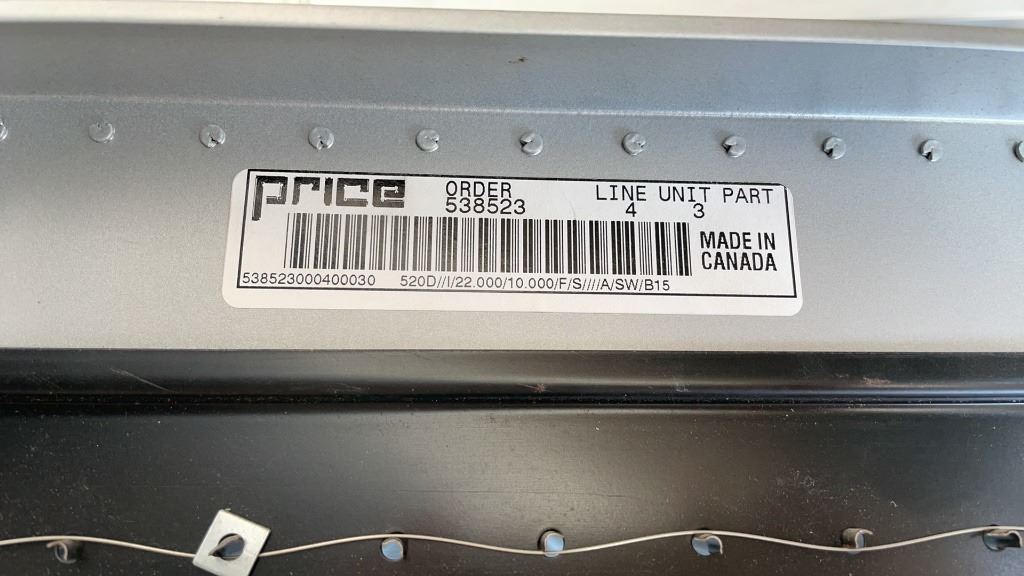 price ORDER LINE UNIT PART
538523 4 3
MADE IN
CANADA
538523000400030 520D//I/22.000/10.000/F/S////A/SW/B15